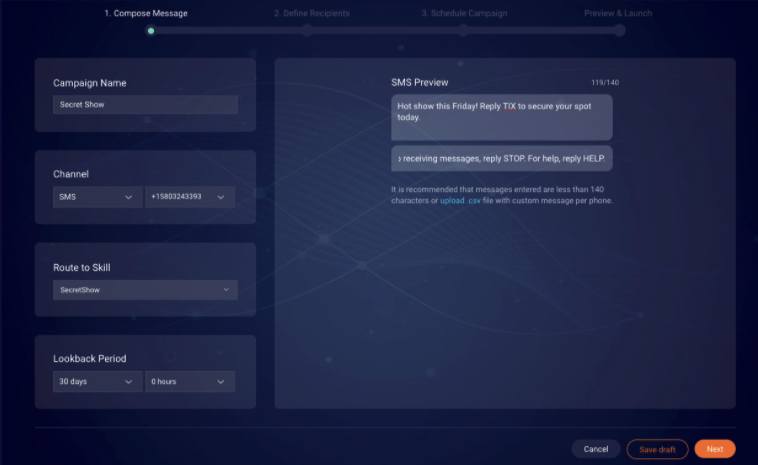 1. Compose Message
2. Define Recipients
3. Schedule Campaign
Preview & Launch
Campaign Name
Secret Show
Channel
SMS
+15803243393
Route to Skill
SecretShow
Lookback Period
30 days
0 hours
SMS Preview
119/140
Hot show this Friday! Reply TIX to secure your spot
today.
receiving messages, reply STOP. For help, reply HELP.
It is recommended that messages entered are less than 140
characters or upload .csv file with custom message per phone.
Cancel
Save draft
Next